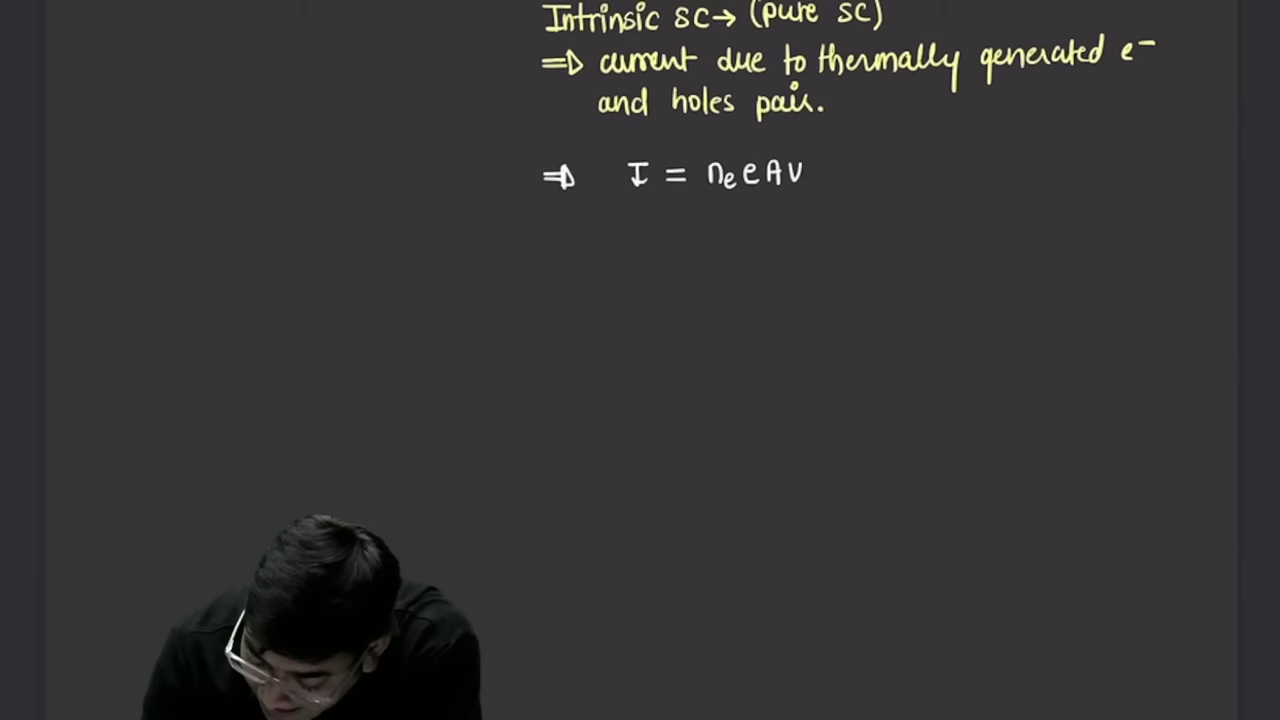 Intrinsic SC→ (pure SC)
⇒ current due to thermally generated e⁻
and holes pair.
⇒ I = nₑeAv